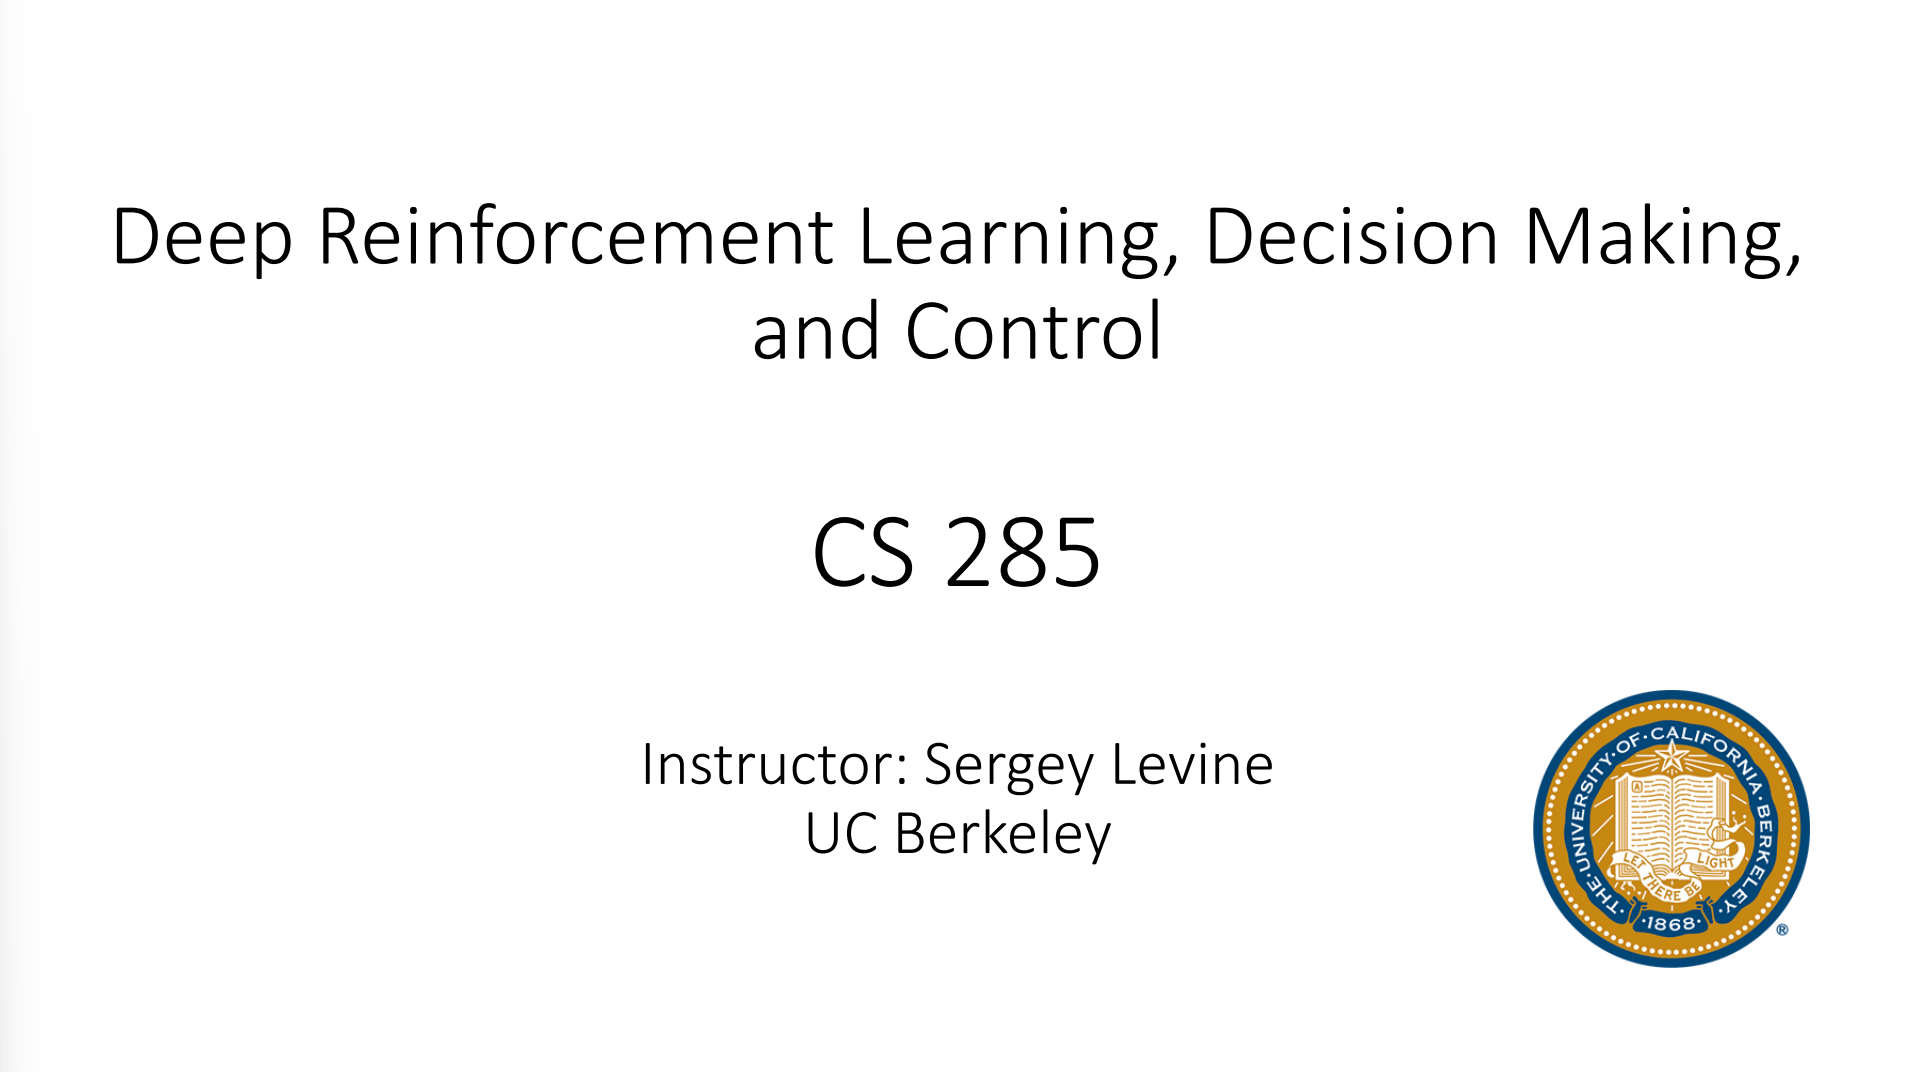 Deep Reinforcement Learning, Decision Making,
and Control
CS 285
Instructor: Sergey Levine
UC Berkeley
THE·UNIVERSITY·OF·CALIFORNIA·BERKELEY
A
LET THERE BE LIGHT
·1868·
®